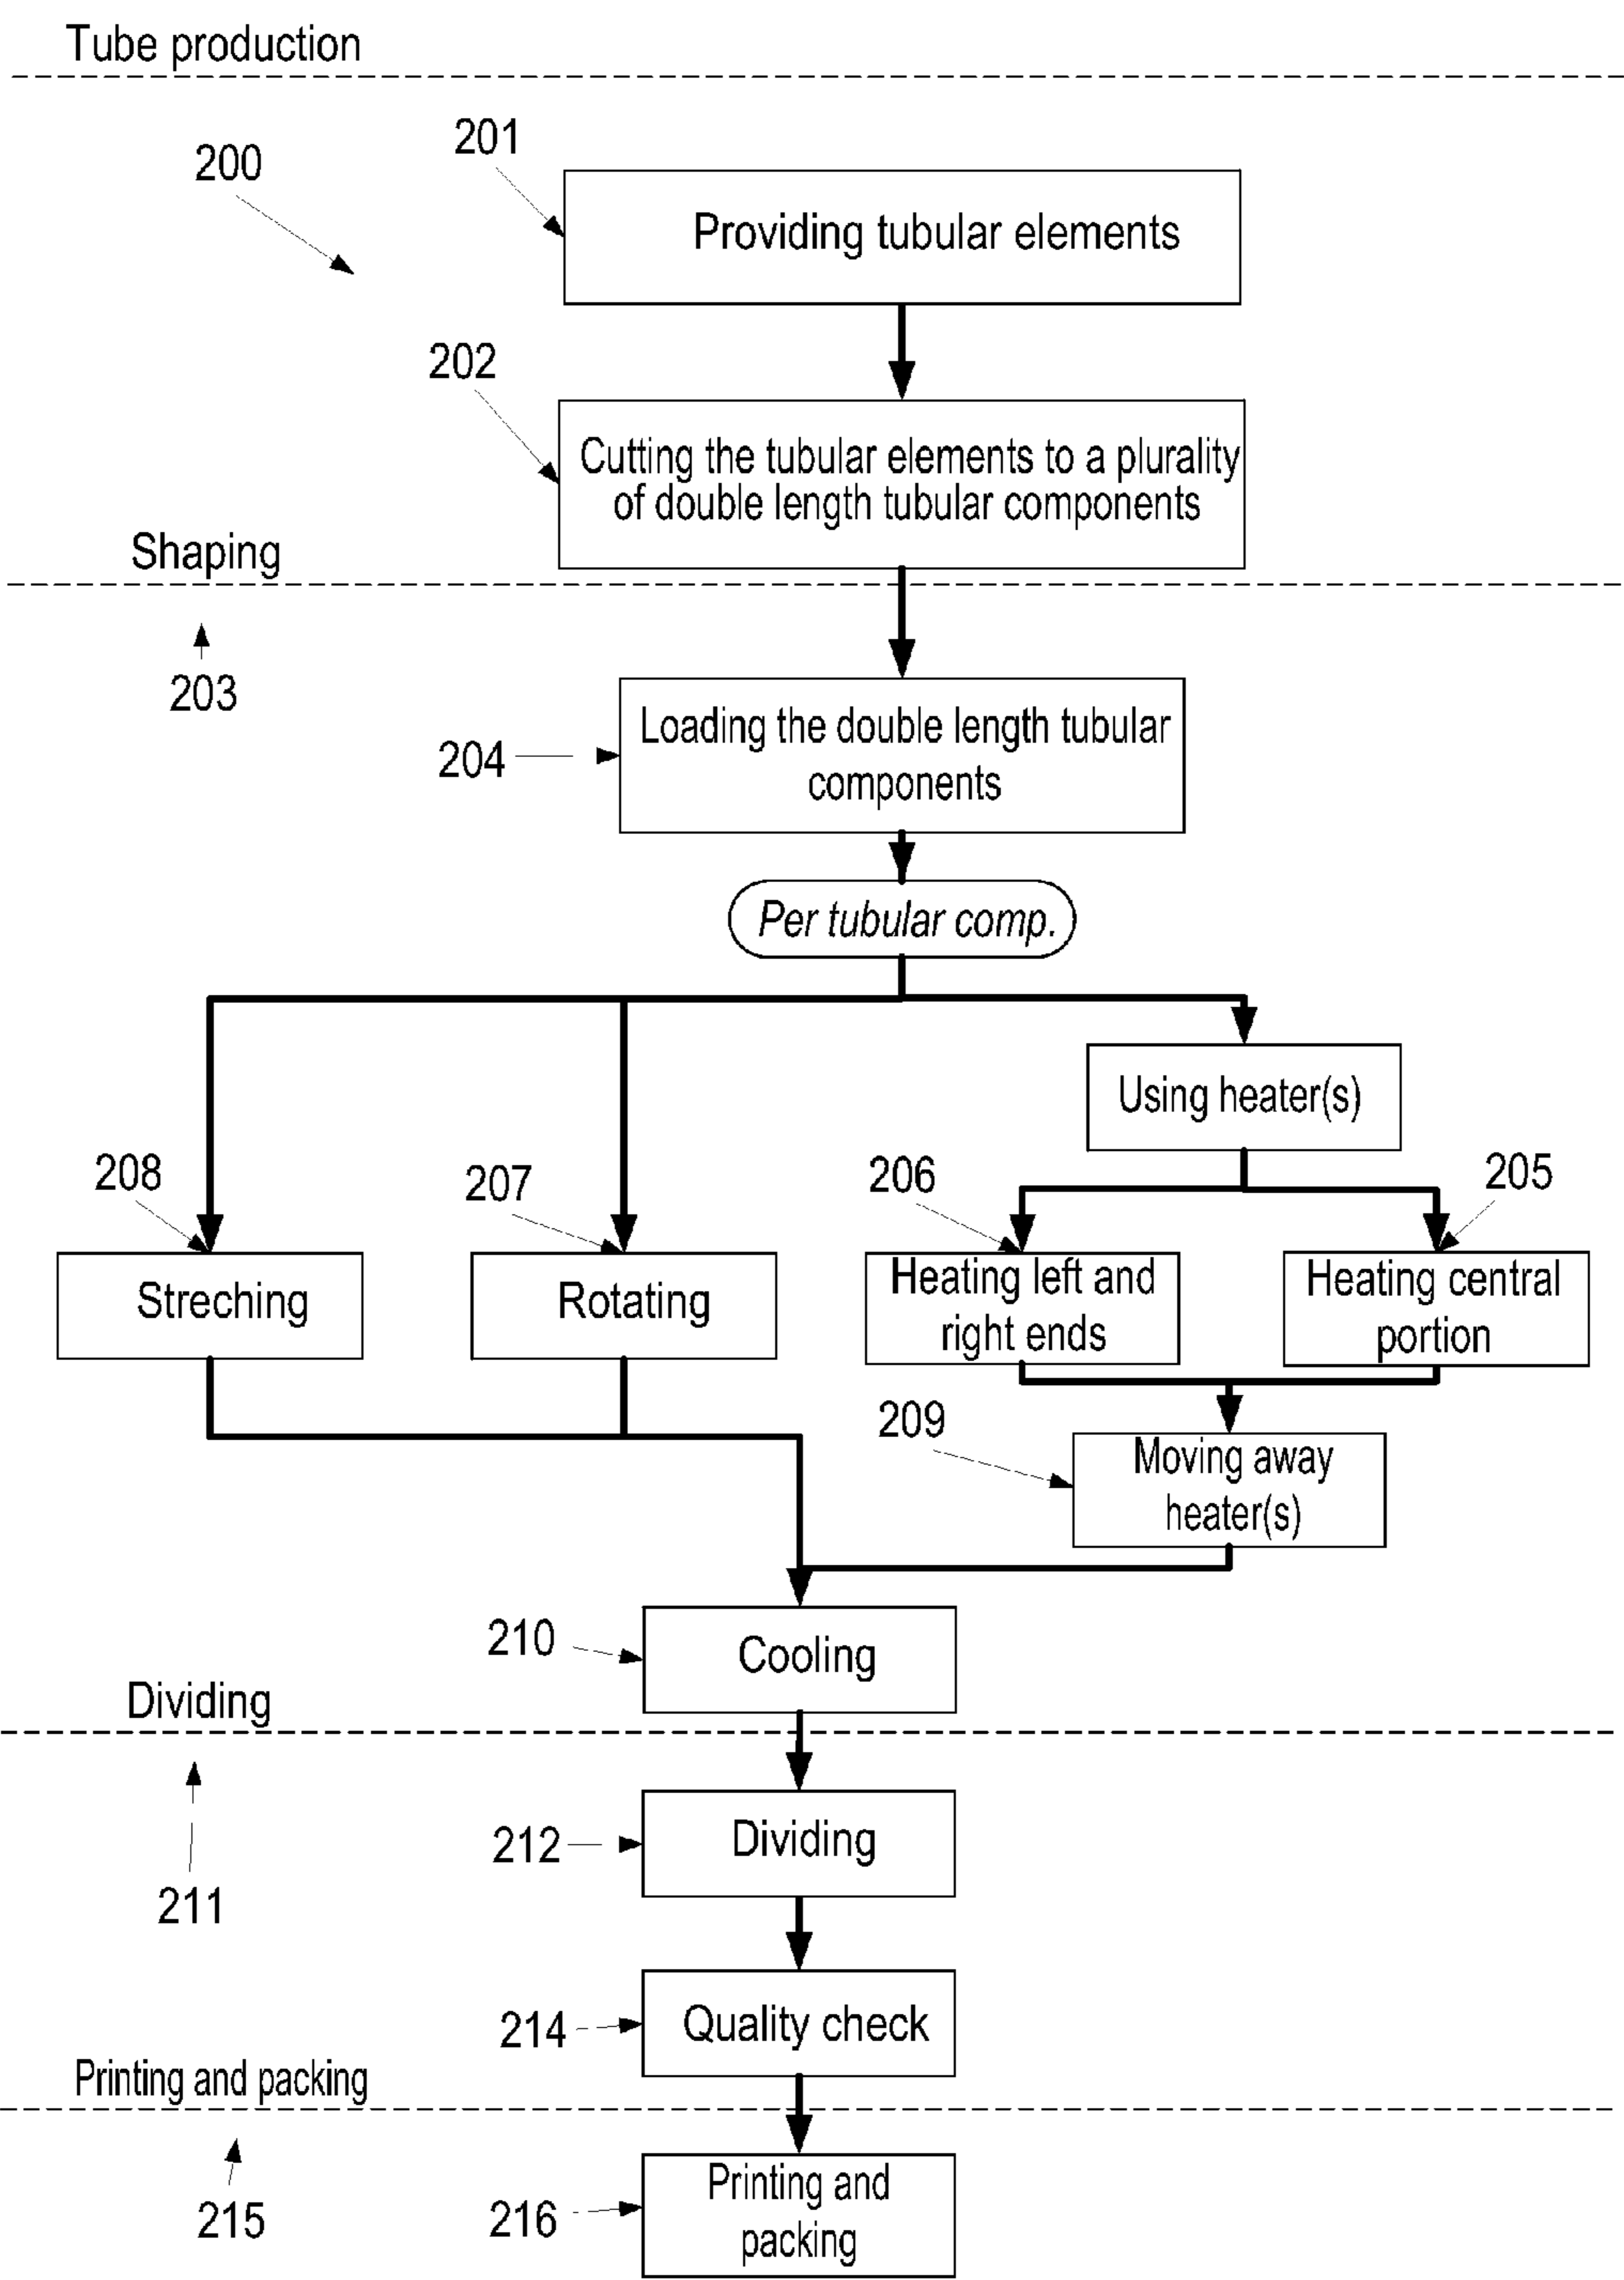 Tube production
200
201
Providing tubular elements
202
Cutting the tubular elements to a plurality
of double length tubular components
Shaping
203
204
Loading the double length tubular
components
Per tubular comp.
Using heater(s)
208
207
206
205
Streching
Rotating
Heating left and
right ends
Heating central
portion
209
Moving away
heater(s)
210
Cooling
Dividing
211
212
Dividing
214
Quality check
Printing and packing
215
216
Printing and
packing